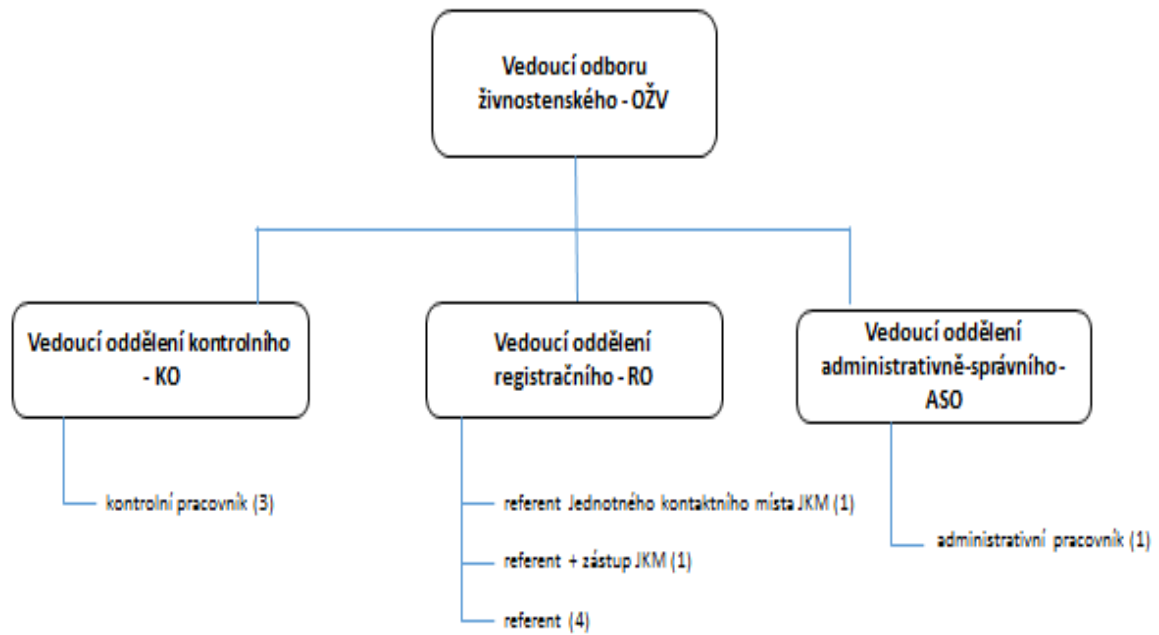 Vedoucí odboru
živnostenského - OŽV
Vedoucí oddělení kontrolního
- KO
Vedoucí oddělení
registračního - RO
Vedoucí oddělení
administrativně-správního -
ASO
kontrolní pracovník (3)
referent Jednotného kontaktního místa JKM (1)
referent + zástup JKM (1)
referent (4)
administrativní pracovník (1)